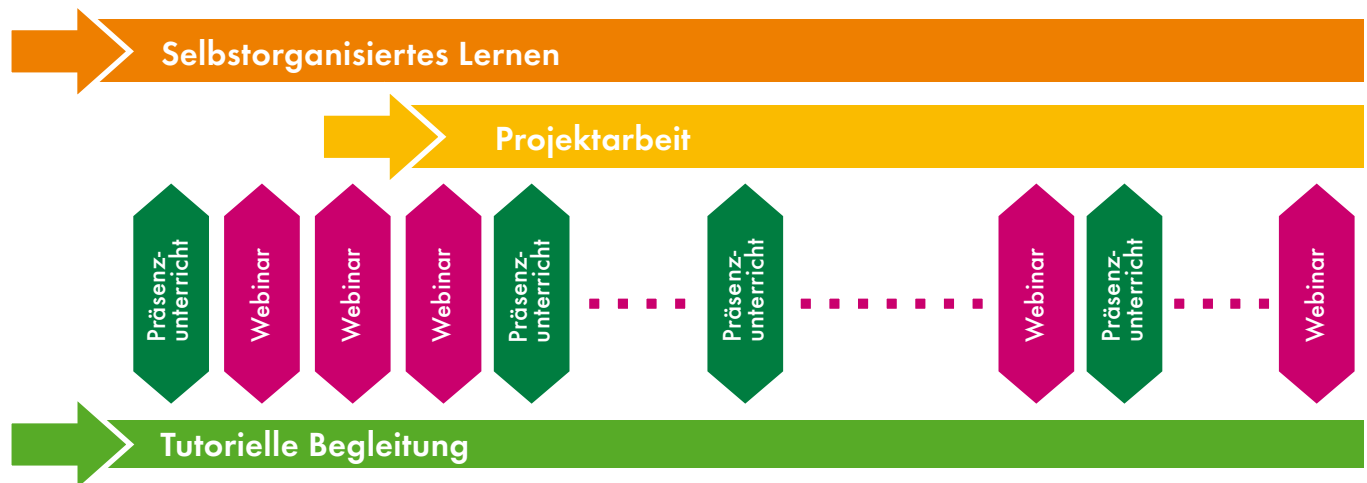 Selbstorganisiertes Lernen
Projektarbeit
Präsenz-
unterricht
Webinar
Webinar
Webinar
Präsenz-
unterricht
Präsenz-
unterricht
Webinar
Präsenz-
unterricht
Webinar
Tutorielle Begleitung